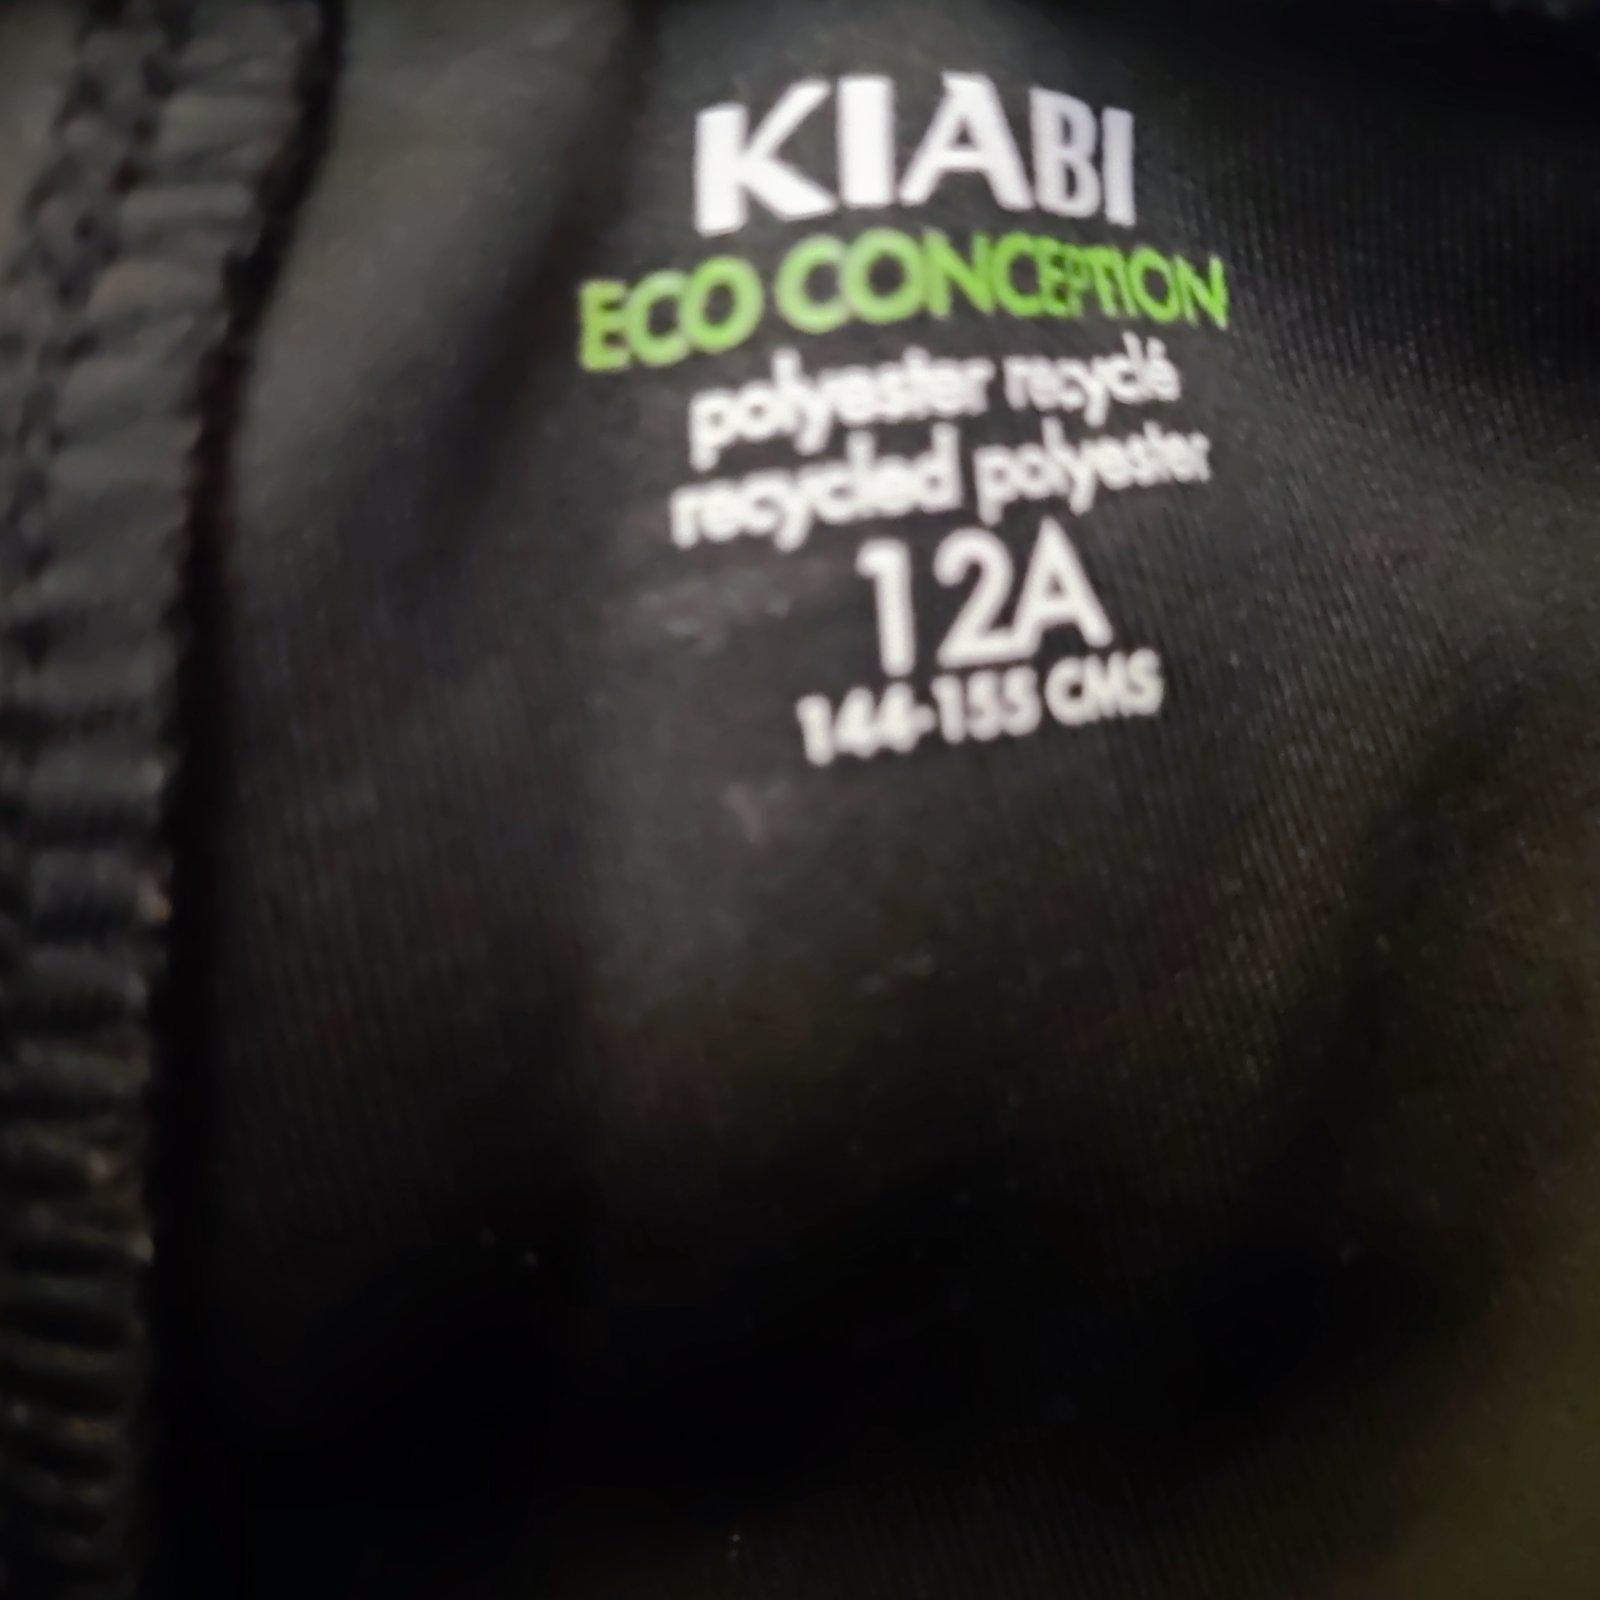 KIABI
ECO CONCEPTION
polyester recyclé
recycled polyester
12A
144-155 CMS